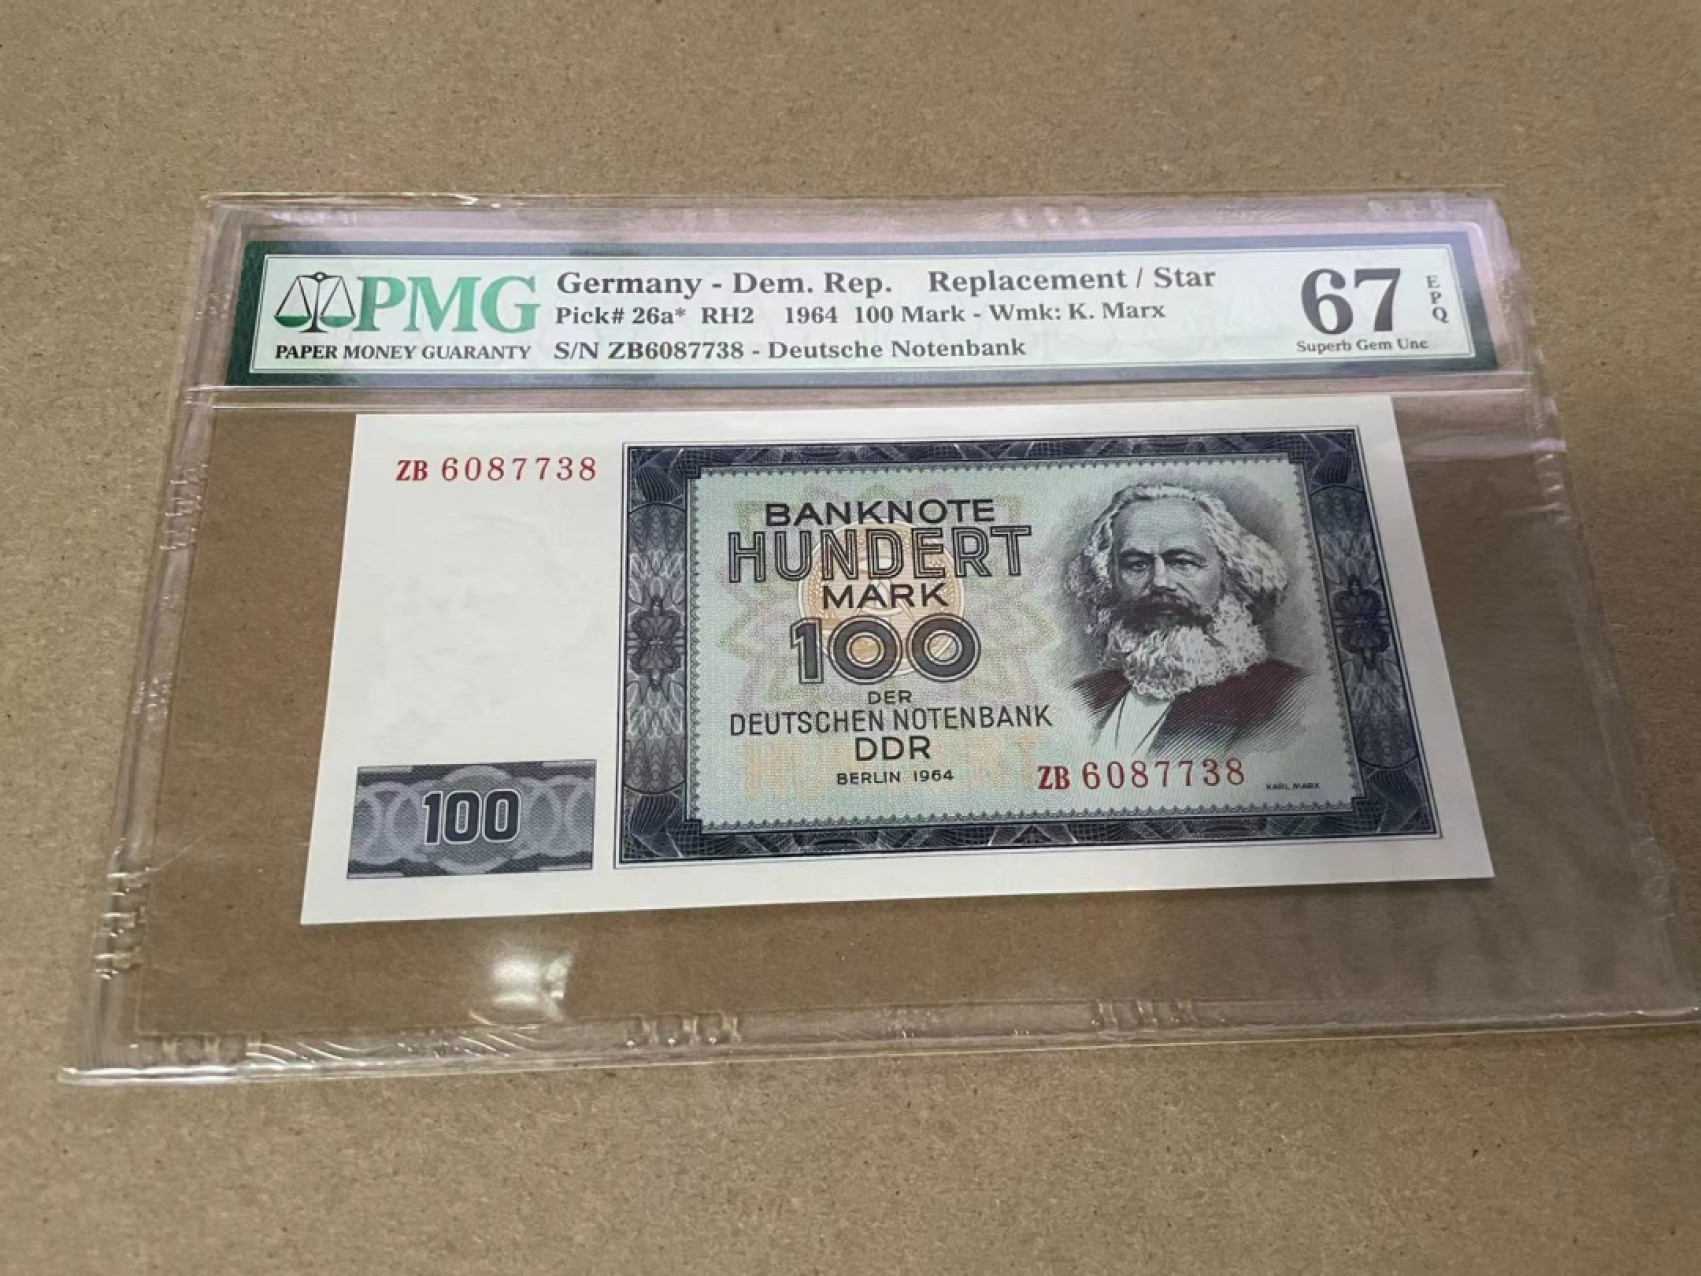 PMG
PAPER MONEY GUARANTY
Germany - Dem. Rep. Replacement / Star
Pick# 26a* RH2 1964 100 Mark - Wmk: K. Marx
S/N ZB6087738 - Deutsche Notenbank
67
EPQ
Superb Gem Unc
ZB 6087738
BANKNOTE
HUNDERT
MARK
100
DER
DEUTSCHEN NOTENBANK
DDR
BERLIN 1964
ZB 6087738
KARL MARX
100